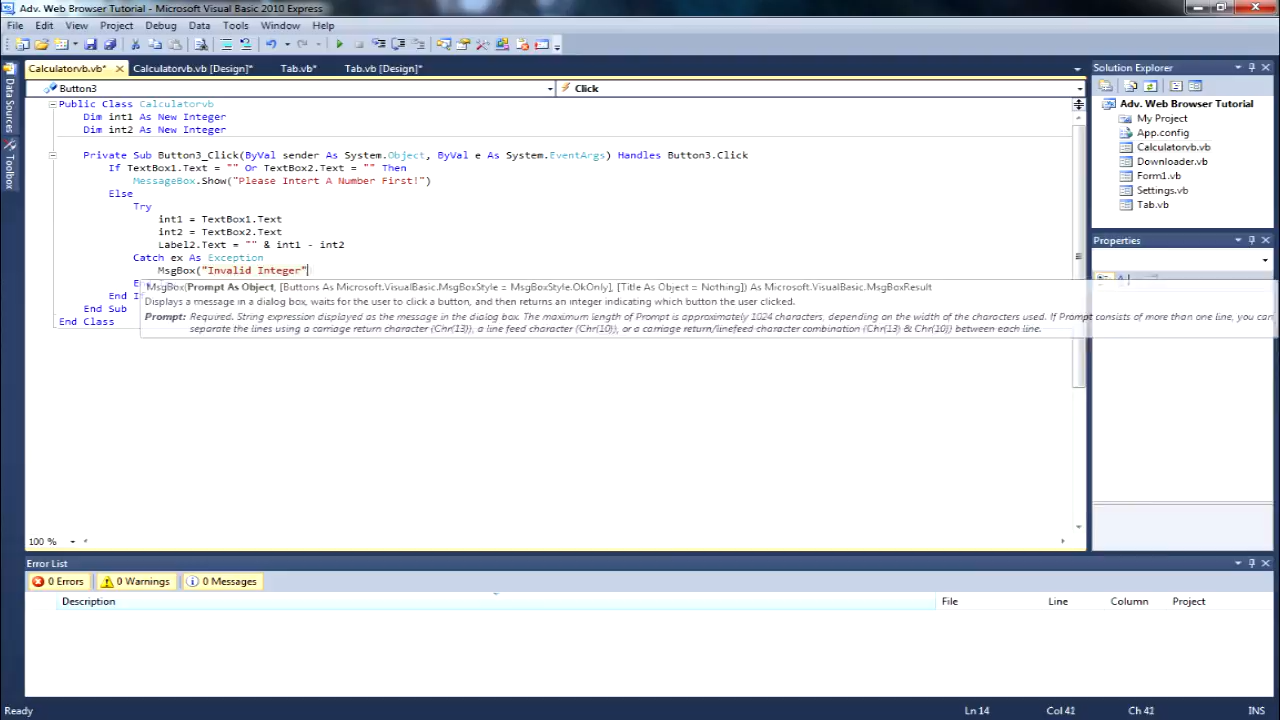 Adv. Web Browser Tutorial - Microsoft Visual Basic 2010 Express
File Edit View Project Debug Data Tools Window Help
Calculatorvb.vb* Calculatorvb.vb [Design]* Tab.vb* Tab.vb [Design]*
Button3 Click
Data Sources
Toolbox
Public Class Calculatorvb
Dim int1 As New Integer
Dim int2 As New Integer
Private Sub Button3_Click(ByVal sender As System.Object, ByVal e As System.EventArgs) Handles Button3.Click
If TextBox1.Text = "" Or TextBox2.Text = "" Then
MessageBox.Show("Please Intert A Number First!")
Else
Try
int1 = TextBox1.Text
int2 = TextBox2.Text
Label2.Text = "" & int1 - int2
Catch ex As Exception
MsgBox("Invalid Integer"
End If
End Sub
End Class
MsgBox(Prompt As Object, [Buttons As Microsoft.VisualBasic.MsgBoxStyle = MsgBoxStyle.OkOnly], [Title As Object = Nothing]) As Microsoft.VisualBasic.MsgBoxResult
Displays a message in a dialog box, waits for the user to click a button, and then returns an integer indicating which button the user clicked.
Prompt: Required. String expression displayed as the message in the dialog box. The maximum length of Prompt is approximately 1024 characters, depending on the width of the characters used. If Prompt consists of more than one line, you can
separate the lines using a carriage return character (Chr(13)), a line feed character (Chr(10)), or a carriage return/linefeed character combination (Chr(13) & Chr(10)) between each line.
100 %
Solution Explorer
Adv. Web Browser Tutorial
My Project
App.config
Calculatorvb.vb
Downloader.vb
Form1.vb
Settings.vb
Tab.vb
Properties
Error List
0 Errors 0 Warnings 0 Messages
Description File Line Column Project
Ready Ln 14 Col 41 Ch 41 INS